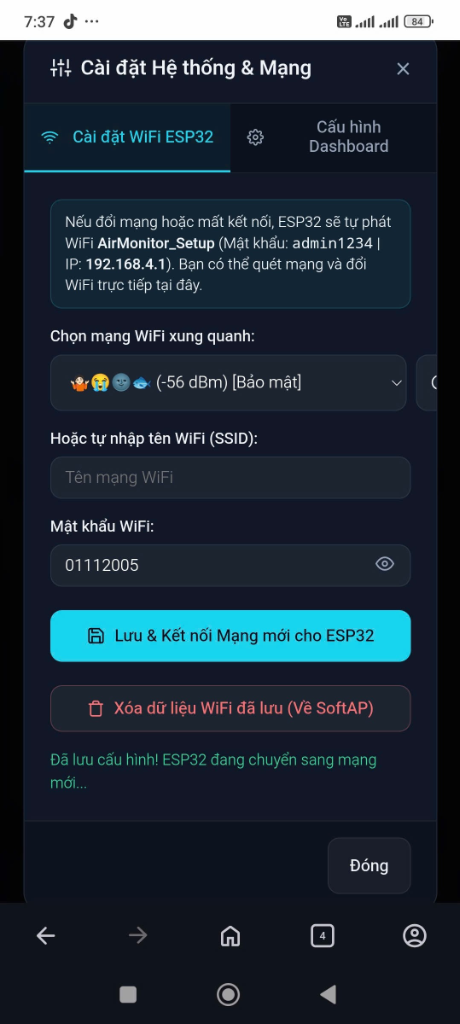 7:37
Vo LTE
84
Cài đặt Hệ thống & Mạng
Cài đặt WiFi ESP32
Cấu hình
Dashboard
Nếu đổi mạng hoặc mất kết nối, ESP32 sẽ tự phát
WiFi AirMonitor_Setup (Mật khẩu: admin1234 |
IP: 192.168.4.1). Bạn có thể quét mạng và đổi
WiFi trực tiếp tại đây.
Chọn mạng WiFi xung quanh:
🤷😭🌚🐟 (-56 dBm) [Bảo mật]
Hoặc tự nhập tên WiFi (SSID):
Tên mạng WiFi
Mật khẩu WiFi:
01112005
Lưu & Kết nối Mạng mới cho ESP32
Xóa dữ liệu WiFi đã lưu (Về SoftAP)
Đã lưu cấu hình! ESP32 đang chuyển sang mạng
mới...
Đóng
4